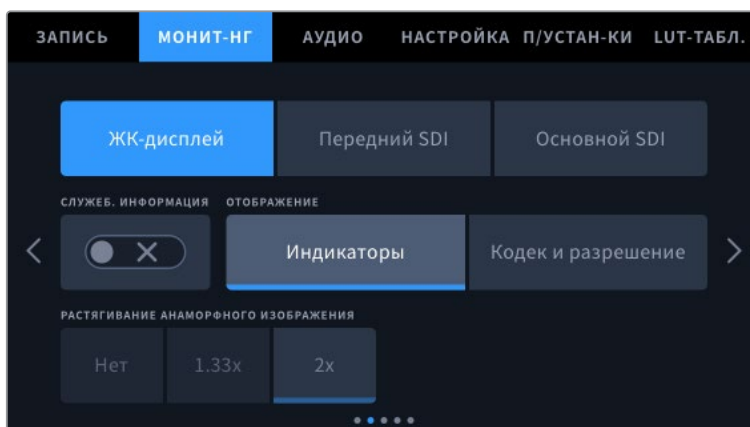 ЗАПИСЬ МОНИТ-НГ АУДИО НАСТРОЙКА П/УСТАН-КИ LUT-ТАБЛ.
ЖК-дисплей Передний SDI Основной SDI
СЛУЖЕБ. ИНФОРМАЦИЯ ОТОБРАЖЕНИЕ
Индикаторы Кодек и разрешение
РАСТЯГИВАНИЕ АНАМОРФНОГО ИЗОБРАЖЕНИЯ
Нет 1.33x 2x